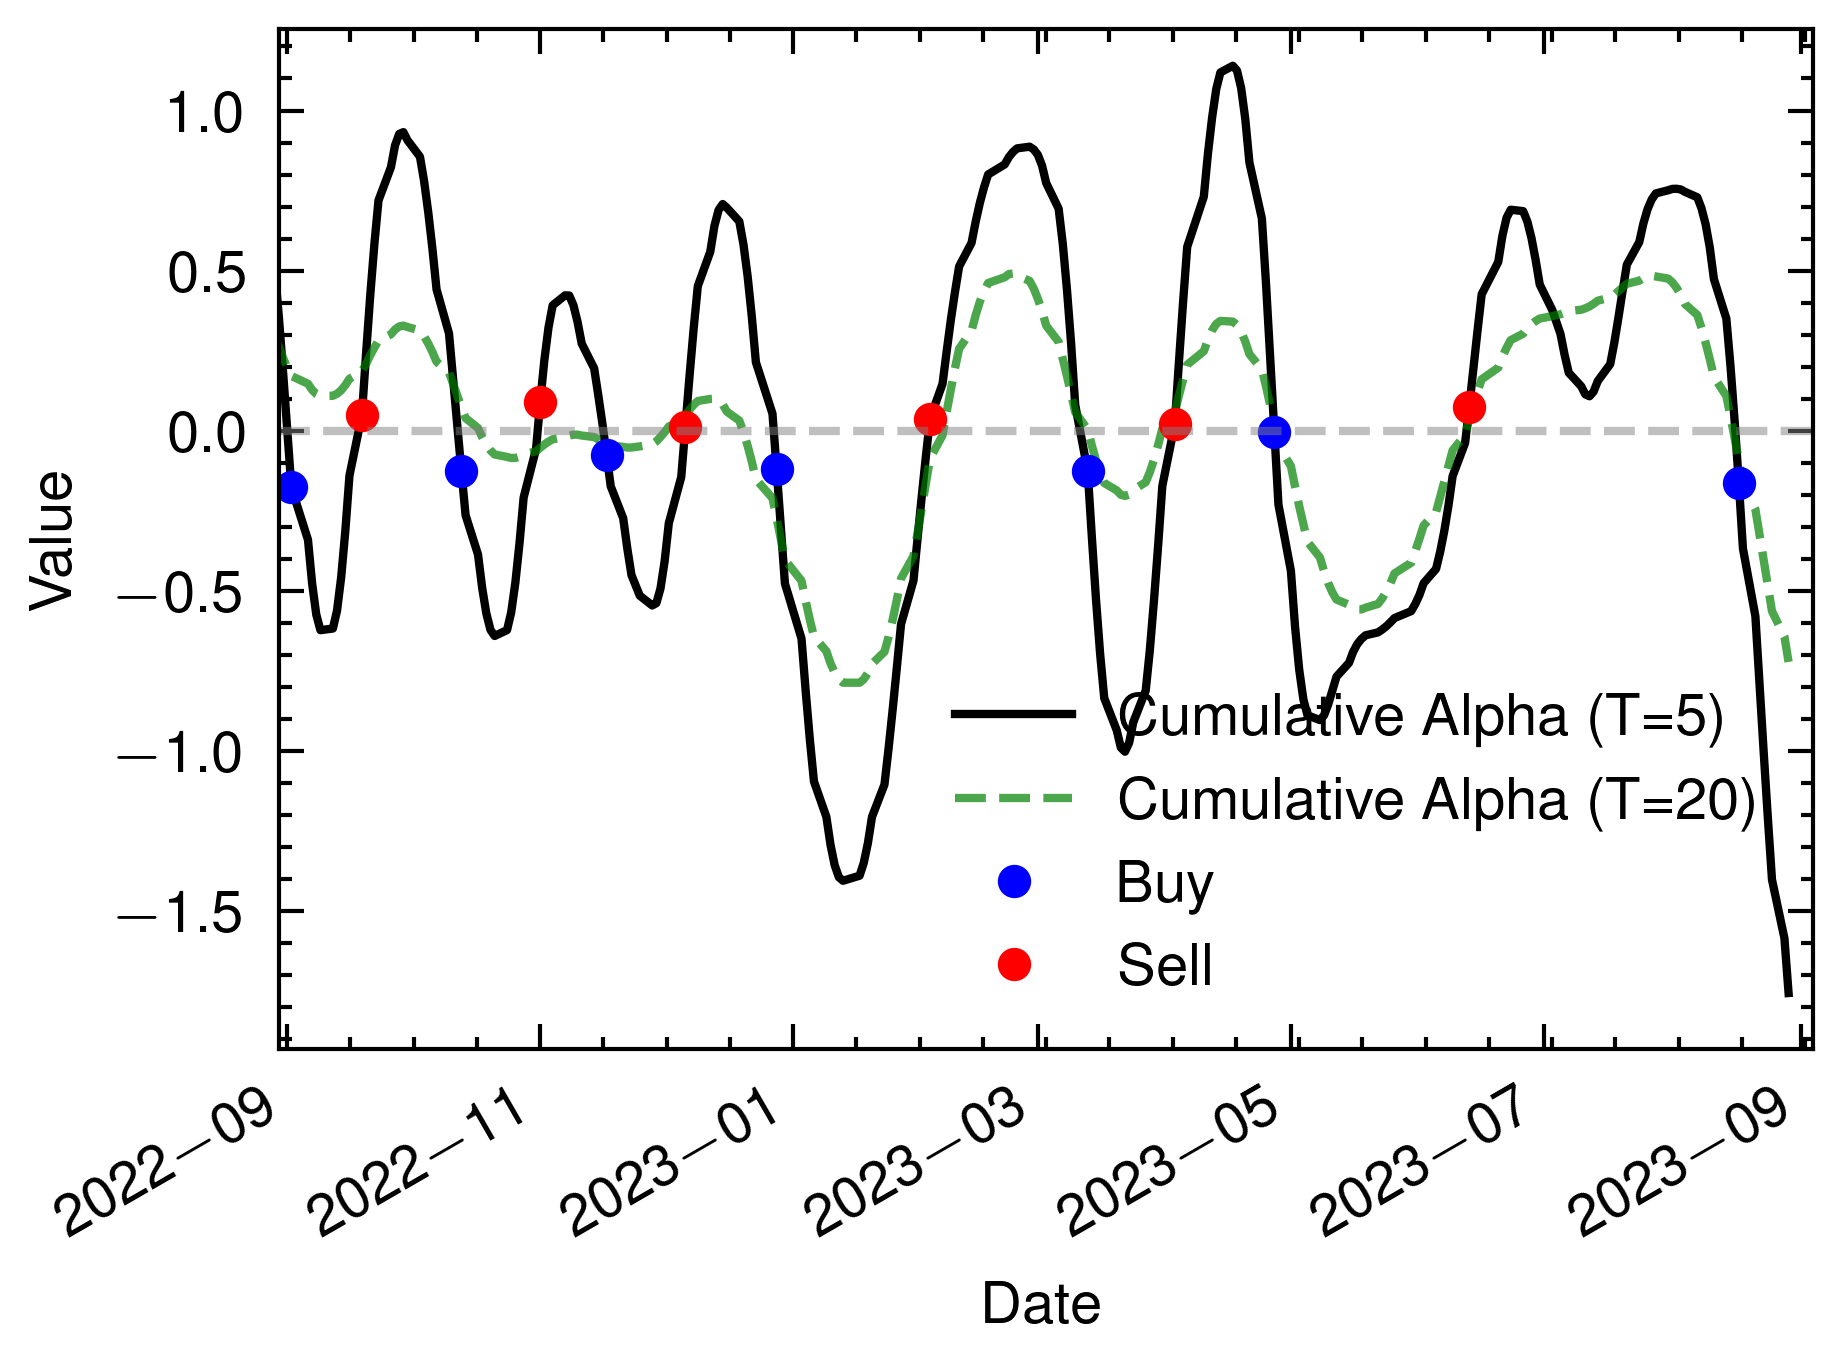 1.0
0.5
0.0
−0.5
−1.0
−1.5
Value
Cumulative Alpha (T=5)
Cumulative Alpha (T=20)
Buy
Sell
2022−09
2022−11
2023−01
2023−03
2023−05
2023−07
2023−09
Date